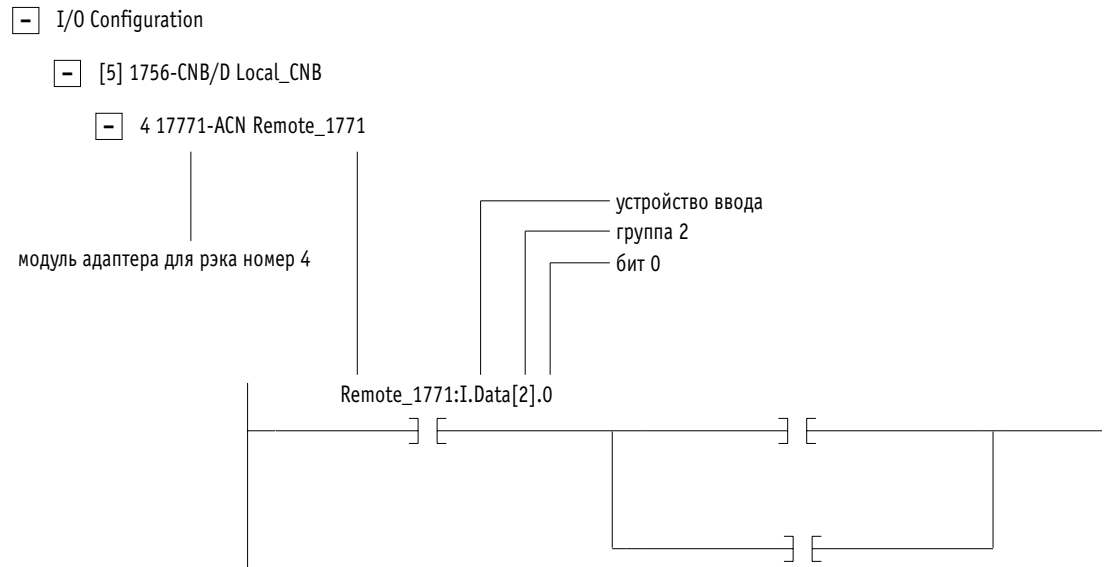 I/O Configuration
[5] 1756-CNB/D Local_CNB
4 17771-ACN Remote_1771
устройство ввода
группа 2
бит 0
модуль адаптера для рэка номер 4
Remote_1771:I.Data[2].0